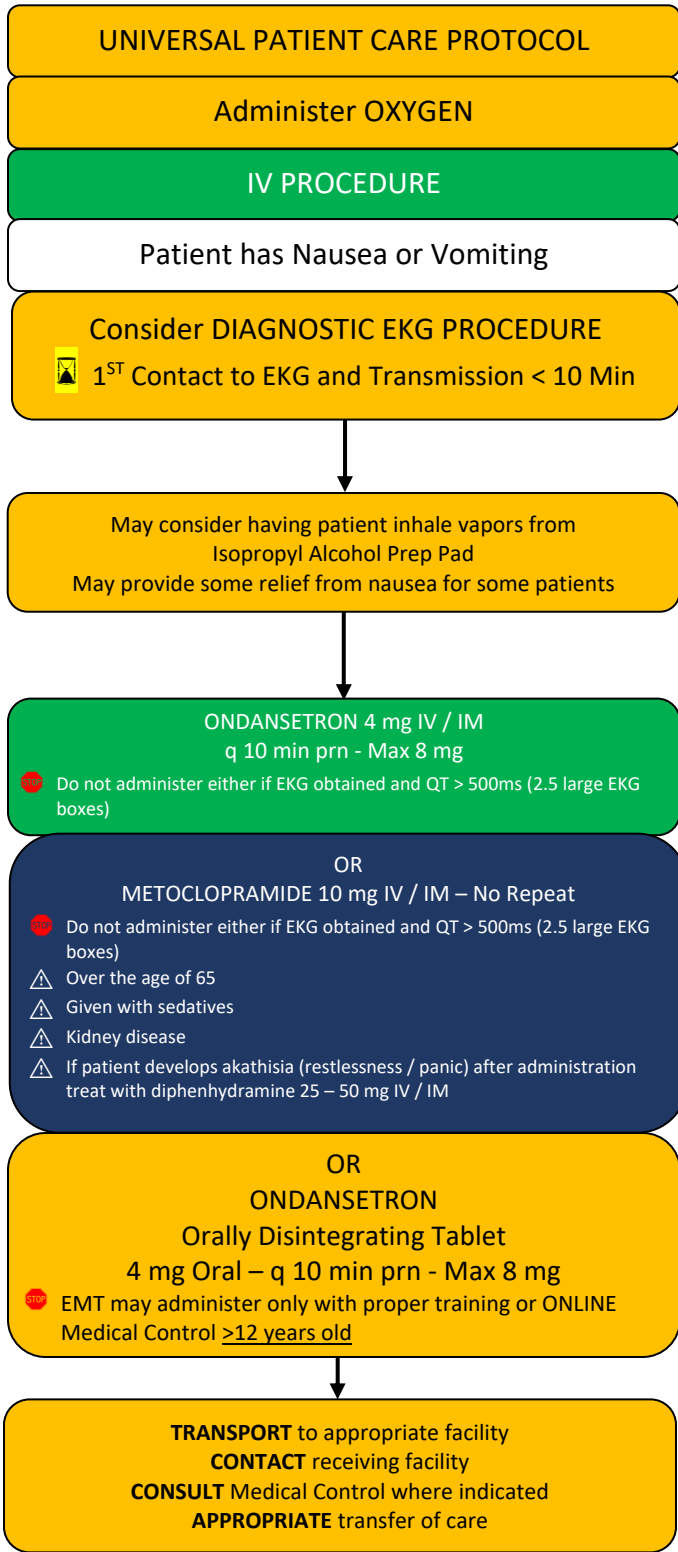 UNIVERSAL PATIENT CARE PROTOCOL
Administer OXYGEN
IV PROCEDURE
Patient has Nausea or Vomiting
Consider DIAGNOSTIC EKG PROCEDURE
1ST Contact to EKG and Transmission < 10 Min
May consider having patient inhale vapors from
Isopropyl Alcohol Prep Pad
May provide some relief from nausea for some patients
ONDANSETRON 4 mg IV / IM
q 10 min prn - Max 8 mg
STOP Do not administer either if EKG obtained and QT > 500ms (2.5 large EKG
boxes)
OR
METOCLOPRAMIDE 10 mg IV / IM – No Repeat
STOP Do not administer either if EKG obtained and QT > 500ms (2.5 large EKG
boxes)
Over the age of 65
Given with sedatives
Kidney disease
If patient develops akathisia (restlessness / panic) after administration
treat with diphenhydramine 25 – 50 mg IV / IM
OR
ONDANSETRON
Orally Disintegrating Tablet
4 mg Oral – q 10 min prn - Max 8 mg
STOP EMT may administer only with proper training or ONLINE
Medical Control >12 years old
TRANSPORT to appropriate facility
CONTACT receiving facility
CONSULT Medical Control where indicated
APPROPRIATE transfer of care